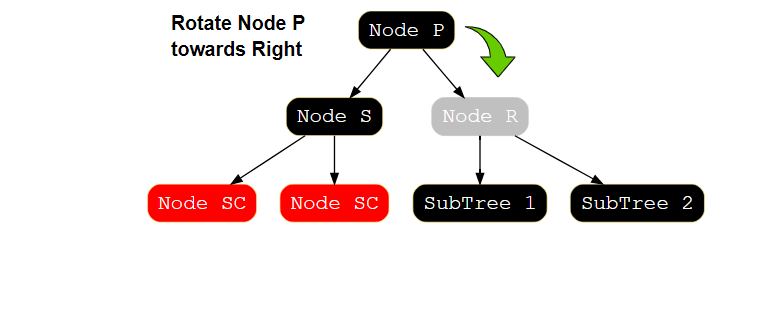 Rotate Node P
towards Right
Node P
Node S
Node R
Node SC
Node SC
SubTree 1
SubTree 2